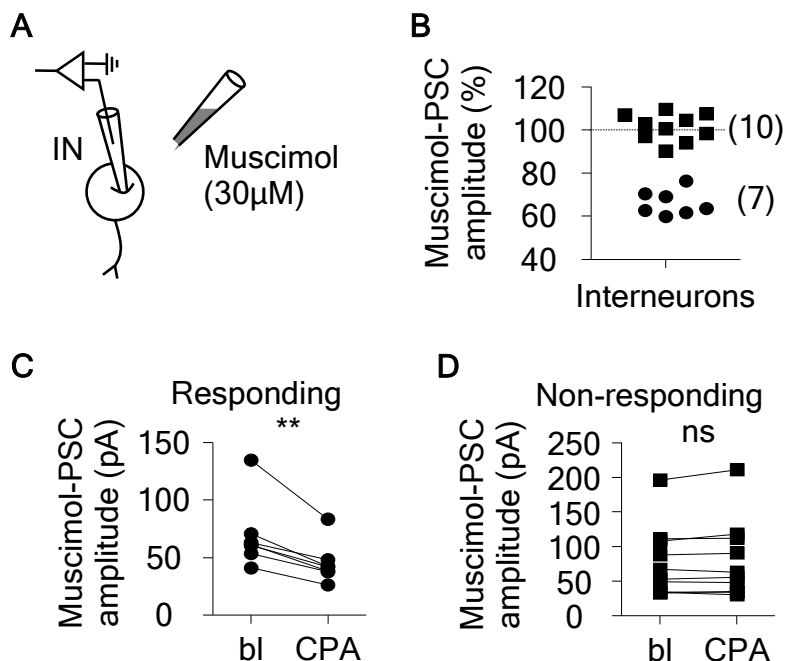 A
IN
Muscimol
(30µM)
B
Muscimol-PSC
amplitude (%)
120
100
80
60
40
(10)
(7)
Interneurons
C
Responding
**
Muscimol-PSC
amplitude (pA)
150
100
50
0
bl CPA
D
Non-responding
ns
Muscimol-PSC
amplitude (pA)
250
200
150
100
50
0
bl CPA